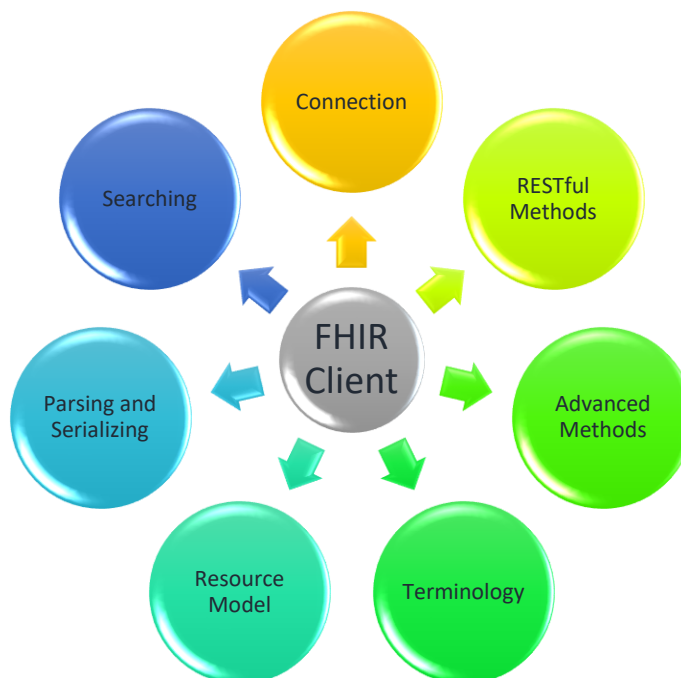 Connection
RESTful
Methods
Advanced
Methods
Terminology
Resource
Model
Parsing and
Serializing
Searching
FHIR
Client